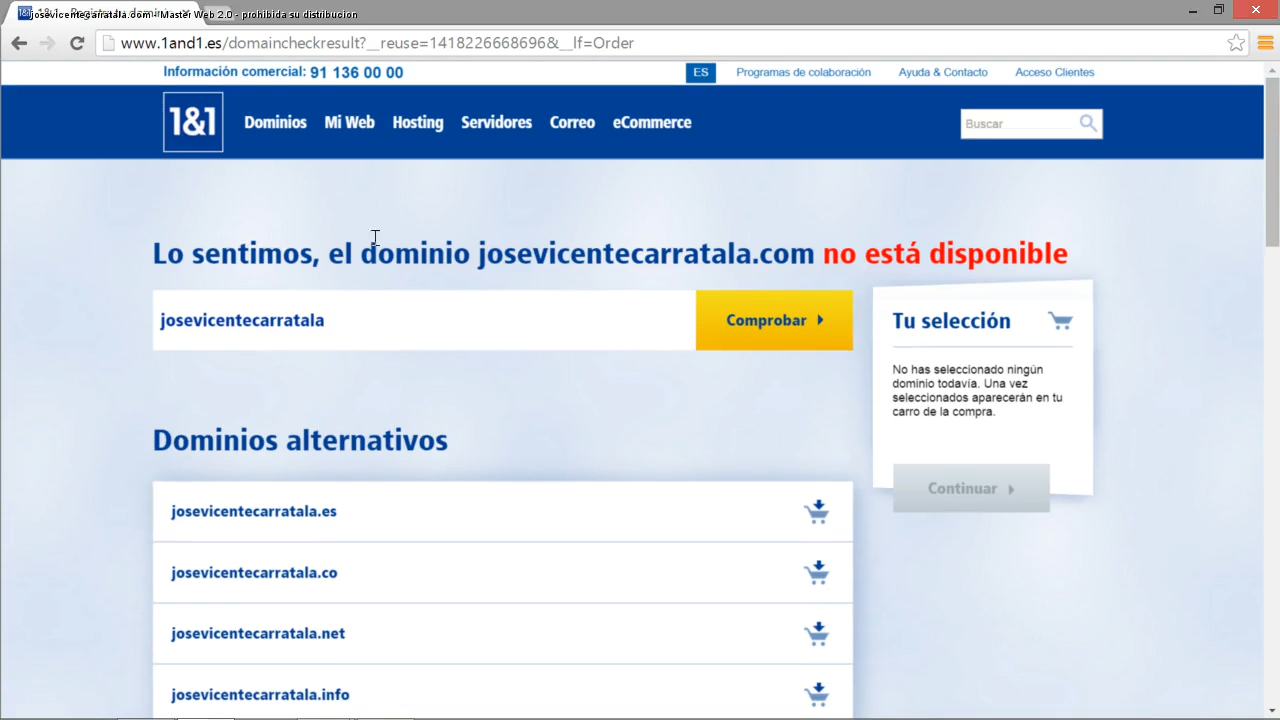 josevicentecarratala.com - Master Web 2.0 - prohibida su distribucion
www.1and1.es/domaincheckresult?__reuse=1418226668696&__lf=Order
Información comercial: 91 136 00 00
ES
Programas de colaboración
Ayuda & Contacto
Acceso Clientes
1&1
Dominios
Mi Web
Hosting
Servidores
Correo
eCommerce
Buscar
Lo sentimos, el dominio josevicentecarratala.com no está disponible
josevicentecarratala
Comprobar
Tu selección
No has seleccionado ningún
dominio todavía. Una vez
seleccionados aparecerán en tu
carro de la compra.
Continuar
Dominios alternativos
josevicentecarratala.es
josevicentecarratala.co
josevicentecarratala.net
josevicentecarratala.info